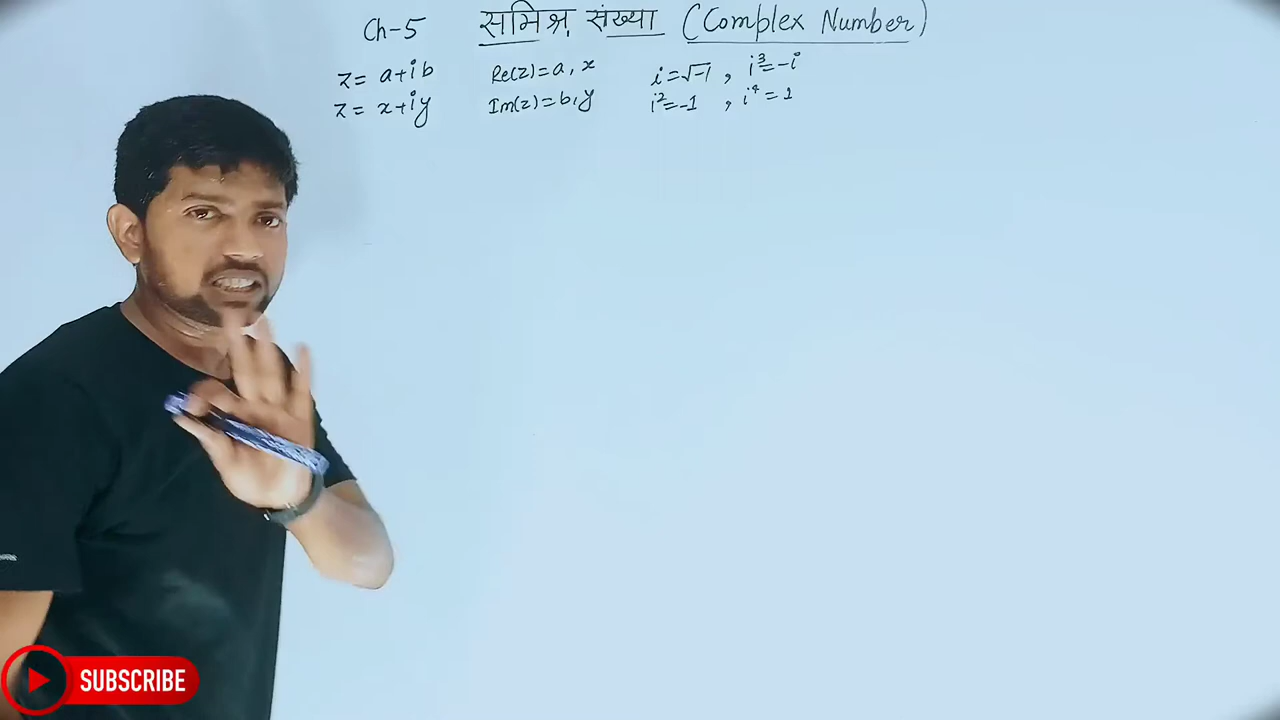 Ch-5 समिश्र संख्या (Complex Number)
z = a+ib Re(z)=a, x i=√-1 , i³=-i
z = x+iy Im(z)=b, y i²=-1 , i⁴=1
SUBSCRIBE